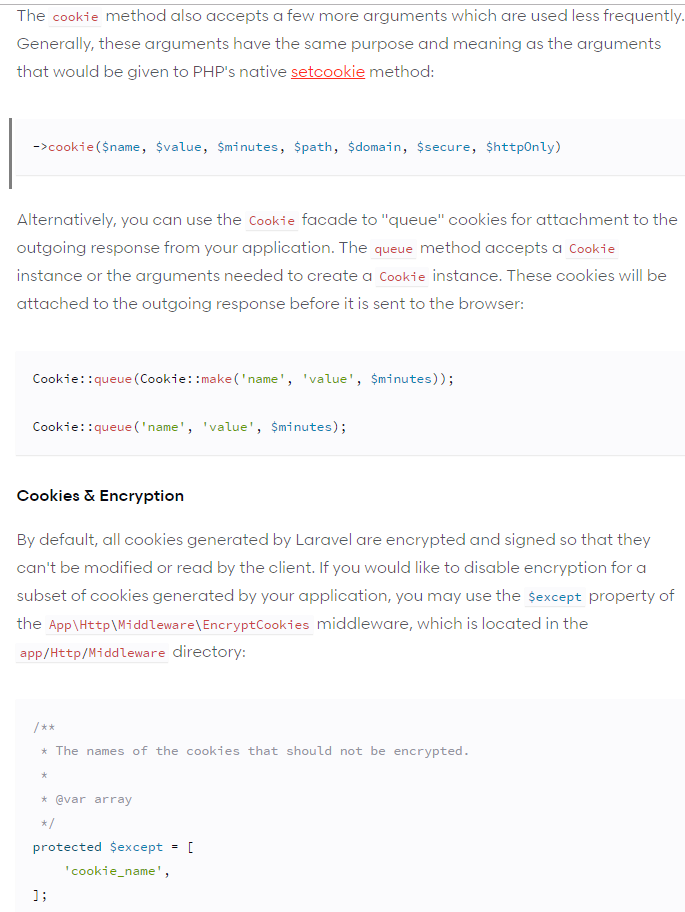 The cookie method also accepts a few more arguments which are used less frequently.
Generally, these arguments have the same purpose and meaning as the arguments
that would be given to PHP's native setcookie method:
->cookie($name, $value, $minutes, $path, $domain, $secure, $httpOnly)
Alternatively, you can use the Cookie facade to "queue" cookies for attachment to the
outgoing response from your application. The queue method accepts a Cookie
instance or the arguments needed to create a Cookie instance. These cookies will be
attached to the outgoing response before it is sent to the browser:
Cookie::queue(Cookie::make('name', 'value', $minutes));
Cookie::queue('name', 'value', $minutes);
Cookies & Encryption
By default, all cookies generated by Laravel are encrypted and signed so that they
can't be modified or read by the client. If you would like to disable encryption for a
subset of cookies generated by your application, you may use the $except property of
the App\Http\Middleware\EncryptCookies middleware, which is located in the
app/Http/Middleware directory:
/**
 * The names of the cookies that should not be encrypted.
 *
 * @var array
 */
protected $except = [
    'cookie_name',
];